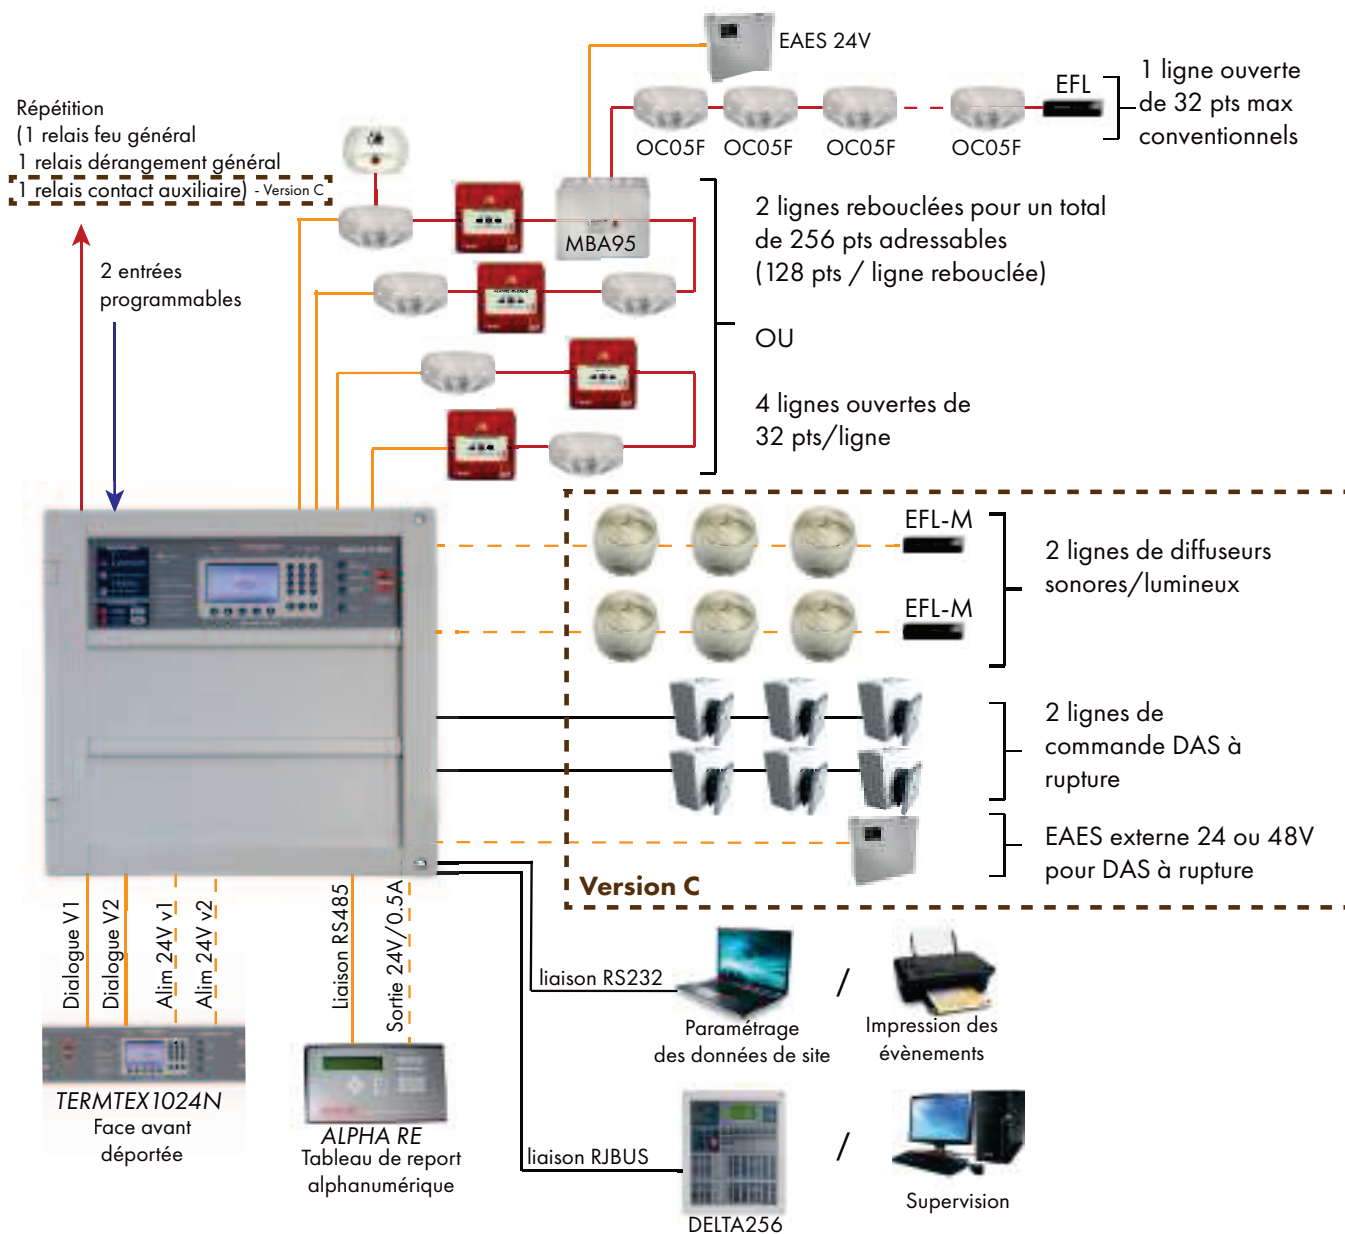 EAES 24V
EFL
1 ligne ouverte
de 32 pts max
conventionnels
OC05F
OC05F
OC05F
OC05F
Répétition
(1 relais feu général
1 relais dérangement général
1 relais contact auxiliaire) - Version C
2 entrées
programmables
MBA95
2 lignes rebouclées pour un total
de 256 pts adressables
(128 pts / ligne rebouclée)
OU
4 lignes ouvertes de
32 pts/ligne
EFL-M
2 lignes de diffuseurs
sonores/lumineux
EFL-M
2 lignes de
commande DAS à
rupture
EAES externe 24 ou 48V
pour DAS à rupture
Version C
Dialogue V1
Dialogue V2
Alim 24V v1
Alim 24V v2
Liaison RS485
Sortie 24V/0.5A
liaison RS232
/
Paramétrage
des données de site
Impression des
évènements
TERMTEX1024N
Face avant
déportée
ALPHA RE
Tableau de report
alphanumérique
liaison RJBUS
/
DELTA256
Supervision